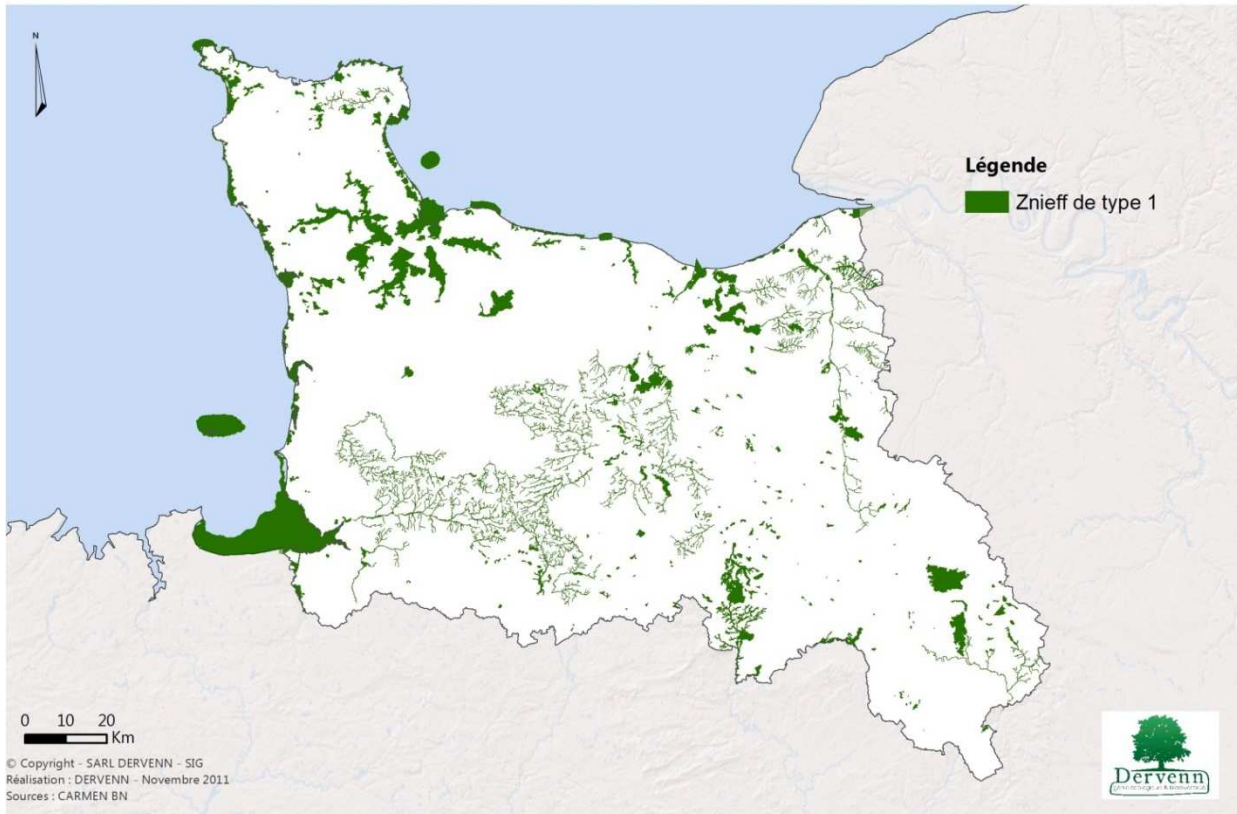 N
Légende
Znieff de type 1
0 10 20
Km
© Copyright - SARL DERVENN - SIG
Réalisation : DERVENN - Novembre 2011
Sources : CARMEN BN
Dervenn